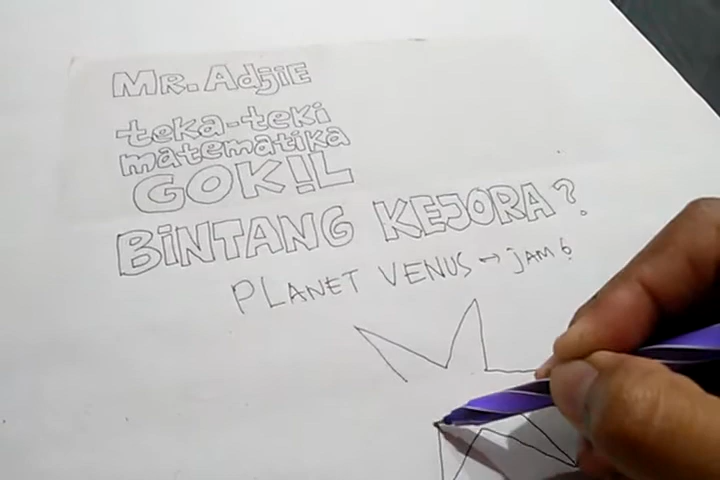 Mr. AdjiE
teka-teki
matematika
GOK!L
BiNTANG KEJORA?
PLANET VENUS → jAM 6